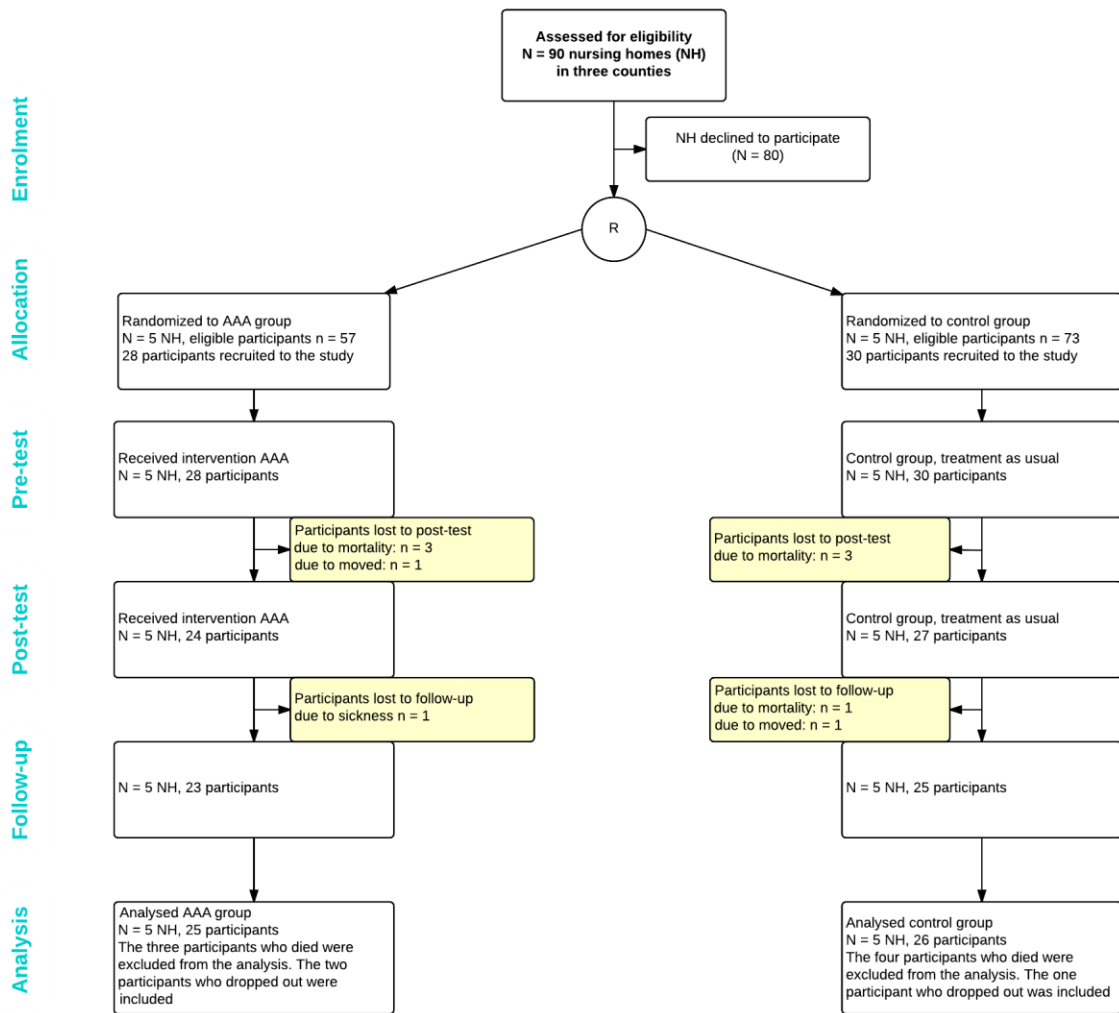 Assessed for eligibility
N = 90 nursing homes (NH)
in three counties
Enrolment
NH declined to participate
(N = 80)
R
Allocation
Randomized to AAA group
N = 5 NH, eligible participants n = 57
28 participants recruited to the study
Randomized to control group
N = 5 NH, eligible participants n = 73
30 participants recruited to the study
Pre-test
Received intervention AAA
N = 5 NH, 28 participants
Control group, treatment as usual
N = 5 NH, 30 participants
Participants lost to post-test
due to mortality: n = 3
due to moved: n = 1
Participants lost to post-test
due to mortality: n = 3
Post-test
Received intervention AAA
N = 5 NH, 24 participants
Control group, treatment as usual
N = 5 NH, 27 participants
Participants lost to follow-up
due to sickness n = 1
Participants lost to follow-up
due to mortality: n = 1
due to moved: n = 1
Follow-up
N = 5 NH, 23 participants
N = 5 NH, 25 participants
Analysis
Analysed AAA group
N = 5 NH, 25 participants
The three participants who died were
excluded from the analysis. The two
participants who dropped out were
included
Analysed control group
N = 5 NH, 26 participants
The four participants who died were
excluded from the analysis. The one
participant who dropped out was included